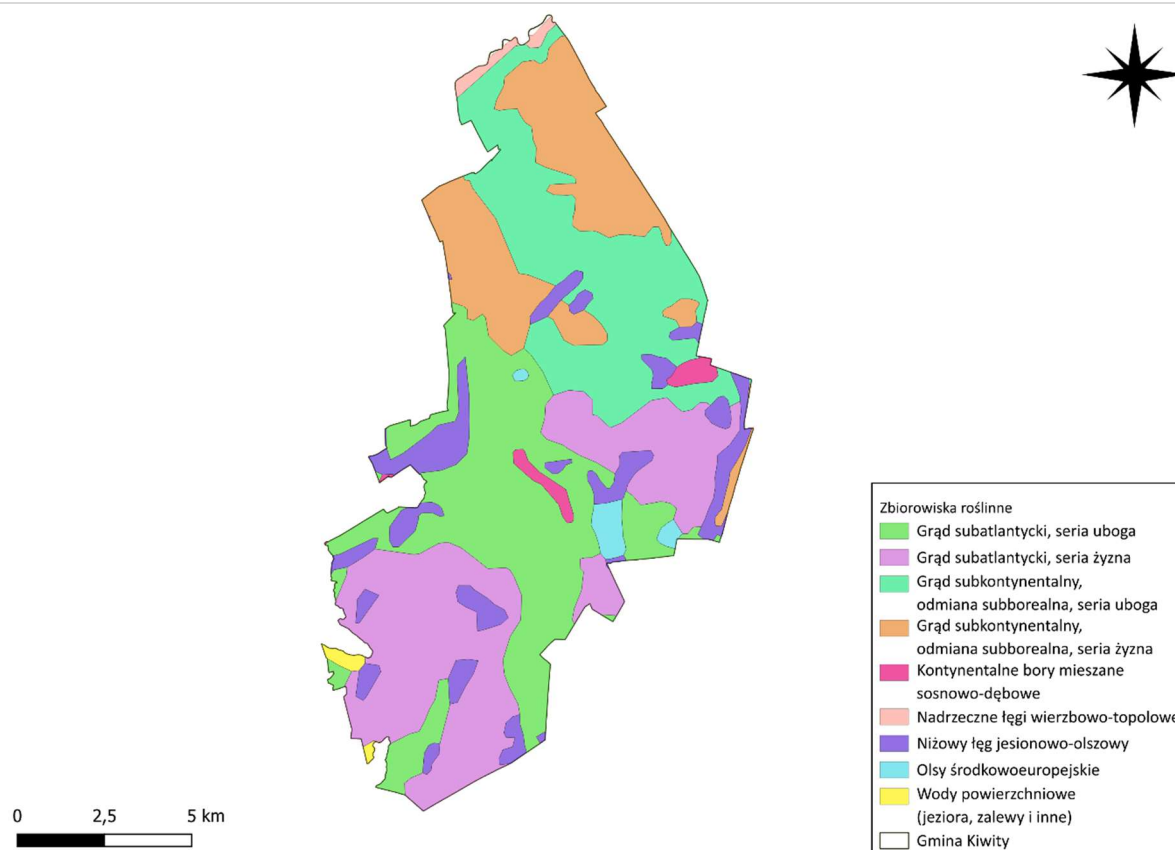 Zbiorowiska roślinne
Grąd subatlantycki, seria uboga
Grąd subatlantycki, seria żyzna
Grąd subkontynentalny,
odmiana subborealna, seria uboga
Grąd subkontynentalny,
odmiana subborealna, seria żyzna
Kontynentalne bory mieszane
sosnowo-dębowe
Nadrzeczne łęgi wierzbowo-topolowe
Niżowy łęg jesionowo-olszowy
Olsy środkowoeuropejskie
Wody powierzchniowe
(jeziora, zalewy i inne)
Gmina Kiwity
0 2,5 5 km